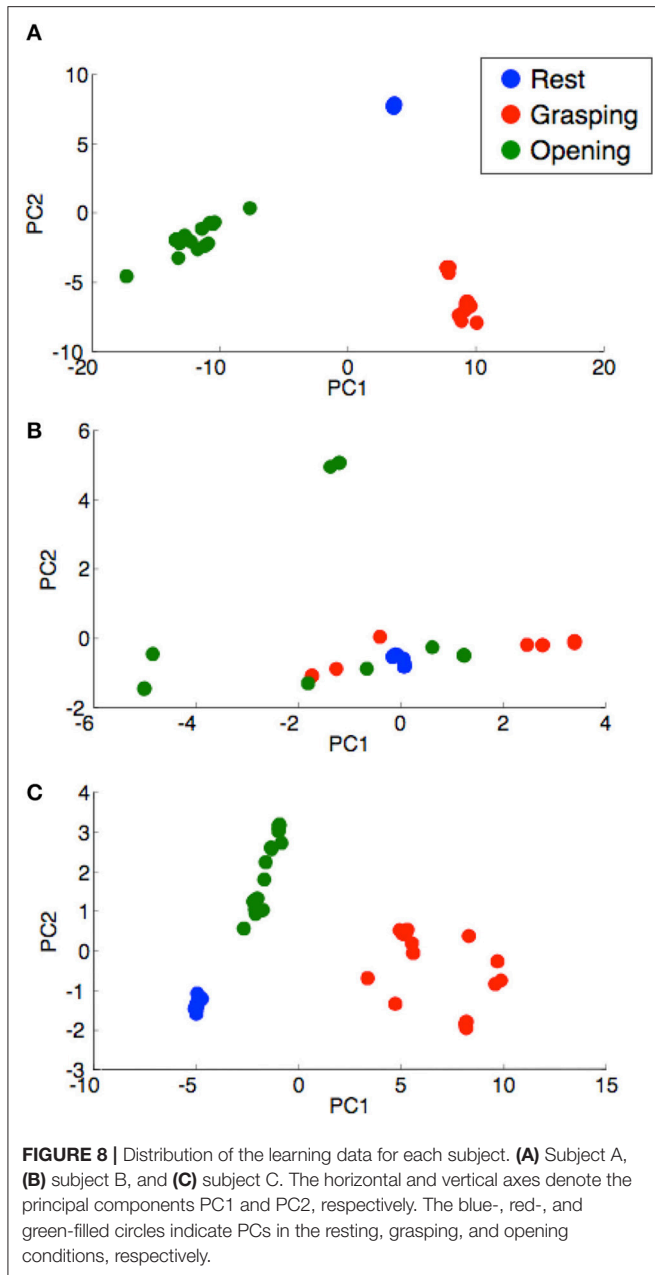 A
10
5
0
-5
-10
PC2
-20
-10
0
10
20
PC1
Rest
Grasping
Opening
B
6
4
2
0
-2
PC2
-6
-4
-2
0
2
4
PC1
C
4
3
2
1
0
-1
-2
-3
PC2
-10
-5
0
5
10
15
PC1
FIGURE 8 | Distribution of the learning data for each subject. (A) Subject A,
(B) subject B, and (C) subject C. The horizontal and vertical axes denote the
principal components PC1 and PC2, respectively. The blue-, red-, and
green-filled circles indicate PCs in the resting, grasping, and opening
conditions, respectively.